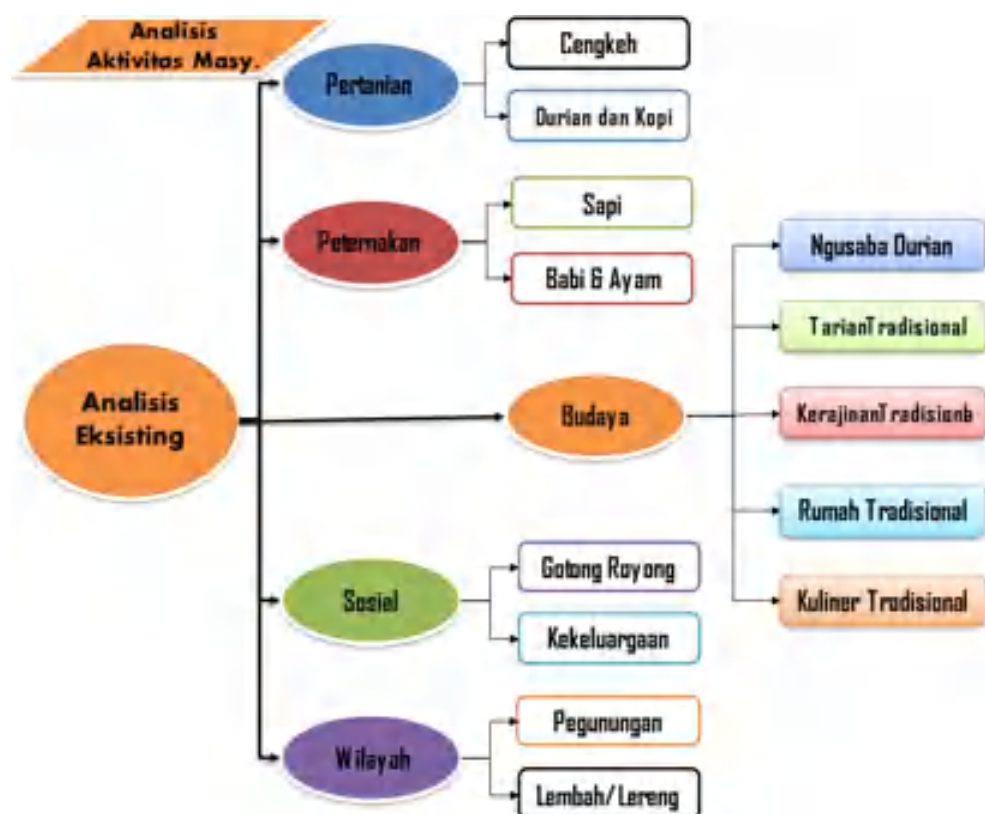 Analisis
Aktivitas Masy.
Pertanian
Cengkeh
Durian dan Kopi
Peternakan
Sapi
Babi & Ayam
Analisis
Eksisting
Budaya
Ngusaba Durian
TarianTradisional
KerajinanTradisiona
Rumah Tradisional
Kuliner Tradisional
Sosial
Gotong Royong
Kekeluargaan
Wilayah
Pegunungan
Lembah/Lereng